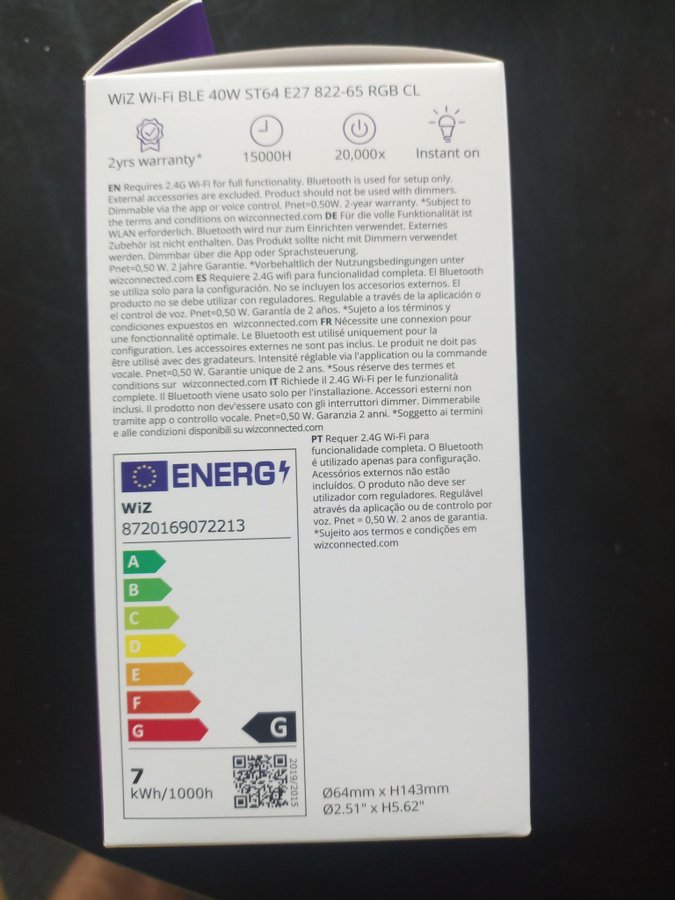 WiZ Wi-Fi BLE 40W ST64 E27 822-65 RGB CL
2yrs warranty*
15000H
20,000x
Instant on
EN Requires 2.4G Wi-Fi for full functionality. Bluetooth is used for setup only.
External accessories are excluded. Product should not be used with dimmers.
Dimmable via the app or voice control. Pnet=0.50W. 2-year warranty. *Subject to
the terms and conditions on wizconnected.com DE Für die volle Funktionalität ist
WLAN erforderlich. Bluetooth wird nur zum Einrichten verwendet. Externes
Zubehör ist nicht enthalten. Das Produkt sollte nicht mit Dimmern verwendet
werden. Dimmbar über die App oder Sprachsteuerung.
Pnet=0,50 W. 2 Jahre Garantie. *Vorbehaltlich der Nutzungsbedingungen unter
wizconnected.com ES Requiere 2.4G wifi para funcionalidad completa. El Bluetooth
se utiliza solo para la configuración. No se incluyen los accesorios externos. El
producto no se debe utilizar con reguladores. Regulable a través de la aplicación o
el control de voz. Pnet=0,50 W. Garantía de 2 años. *Sujeto a los términos y
condiciones expuestos en wizconnected.com FR Nécessite une connexion pour
une fonctionnalité optimale. Le Bluetooth est utilisé uniquement pour la
configuration. Les accessoires externes ne sont pas inclus. Le produit ne doit pas
être utilisé avec des gradateurs. Intensité réglable via l'application ou la commande
vocale. Pnet=0,50 W. Garantie unique de 2 ans. *Sous réserve des termes et
conditions sur wizconnected.com IT Richiede il 2.4G Wi-Fi per le funzionalità
complete. Il Bluetooth viene usato solo per l'installazione. Accessori esterni non
inclusi. Il prodotto non dev'essere usato con gli interruttori dimmer. Dimmerabile
tramite app o controllo vocale. Pnet=0,50 W. Garanzia 2 anni. *Soggetto ai termini
e alle condizioni disponibili su wizconnected.com
PT Requer 2.4G Wi-Fi para
funcionalidade completa. O Bluetooth
é utilizado apenas para configuração.
Acessórios externos não estão
incluídos. O produto não deve ser
utilizador com reguladores. Regulável
através da aplicação ou de controlo por
voz. Pnet = 0,50 W. 2 anos de garantia.
*Sujeito aos termos e condições em
wizconnected.com
ENERG
WiZ
8720169072213
A
B
C
D
E
F
G
G
7
kWh/1000h
2019/2015
Ø64mm x H143mm
Ø2.51" x H5.62"